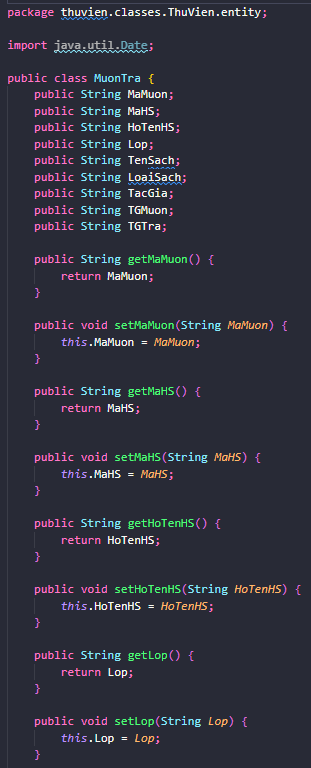 package thuvien.classes.ThuVien.entity;
import java.util.Date;
public class MuonTra {
public String MaMuon;
public String MaHS;
public String HoTenHS;
public String Lop;
public String TenSach;
public String LoaiSach;
public String TacGia;
public String TGMuon;
public String TGTra;
public String getMaMuon() {
return MaMuon;
}
public void setMaMuon(String MaMuon) {
this.MaMuon = MaMuon;
}
public String getMaHS() {
return MaHS;
}
public void setMaHS(String MaHS) {
this.MaHS = MaHS;
}
public String getHoTenHS() {
return HoTenHS;
}
public void setHoTenHS(String HoTenHS) {
this.HoTenHS = HoTenHS;
}
public String getLop() {
return Lop;
}
public void setLop(String Lop) {
this.Lop = Lop;
}